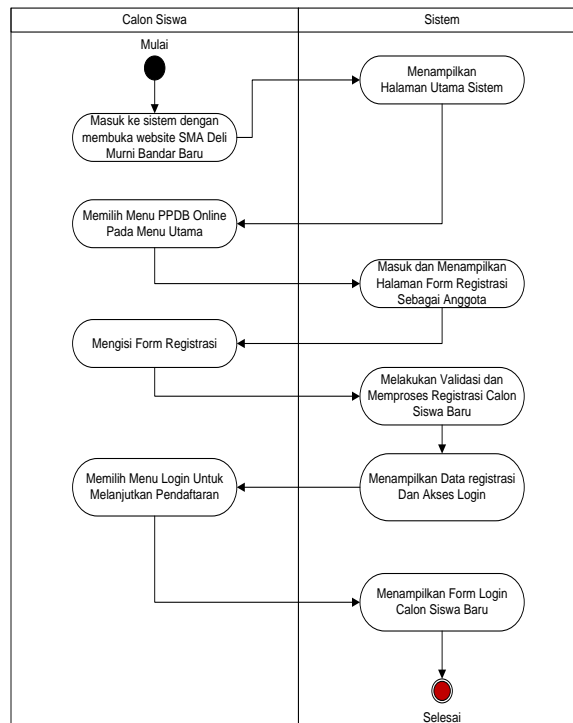 Calon Siswa
Sistem
Mulai
Menampilkan
Halaman Utama Sistem
Masuk ke sistem dengan
membuka website SMA Deli
Murni Bandar Baru
Memilih Menu PPDB Online
Pada Menu Utama
Masuk dan Menampilkan
Halaman Form Registrasi
Sebagai Anggota
Mengisi Form Registrasi
Melakukan Validasi dan
Memproses Registrasi Calon
Siswa Baru
Memilih Menu Login Untuk
Melanjutkan Pendaftaran
Menampilkan Data registrasi
Dan Akses Login
Menampilkan Form Login
Calon Siswa Baru
Selesai